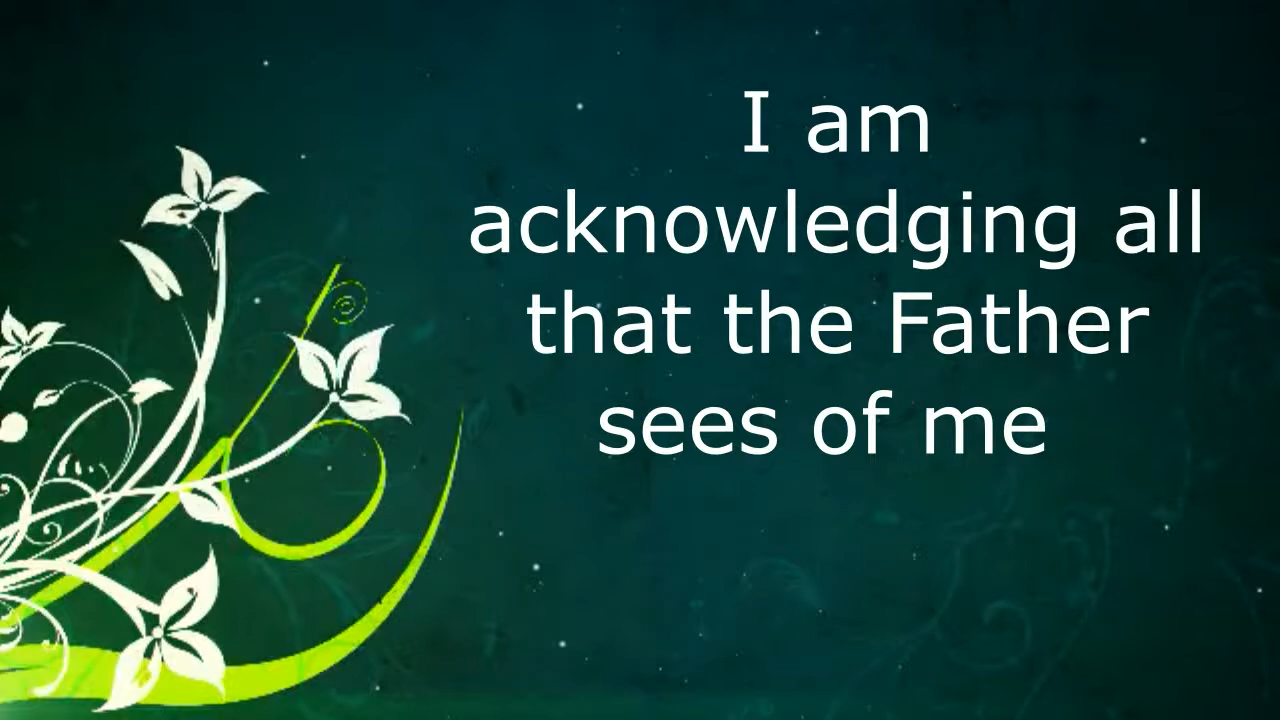 I am
acknowledging all
that the Father
sees of me